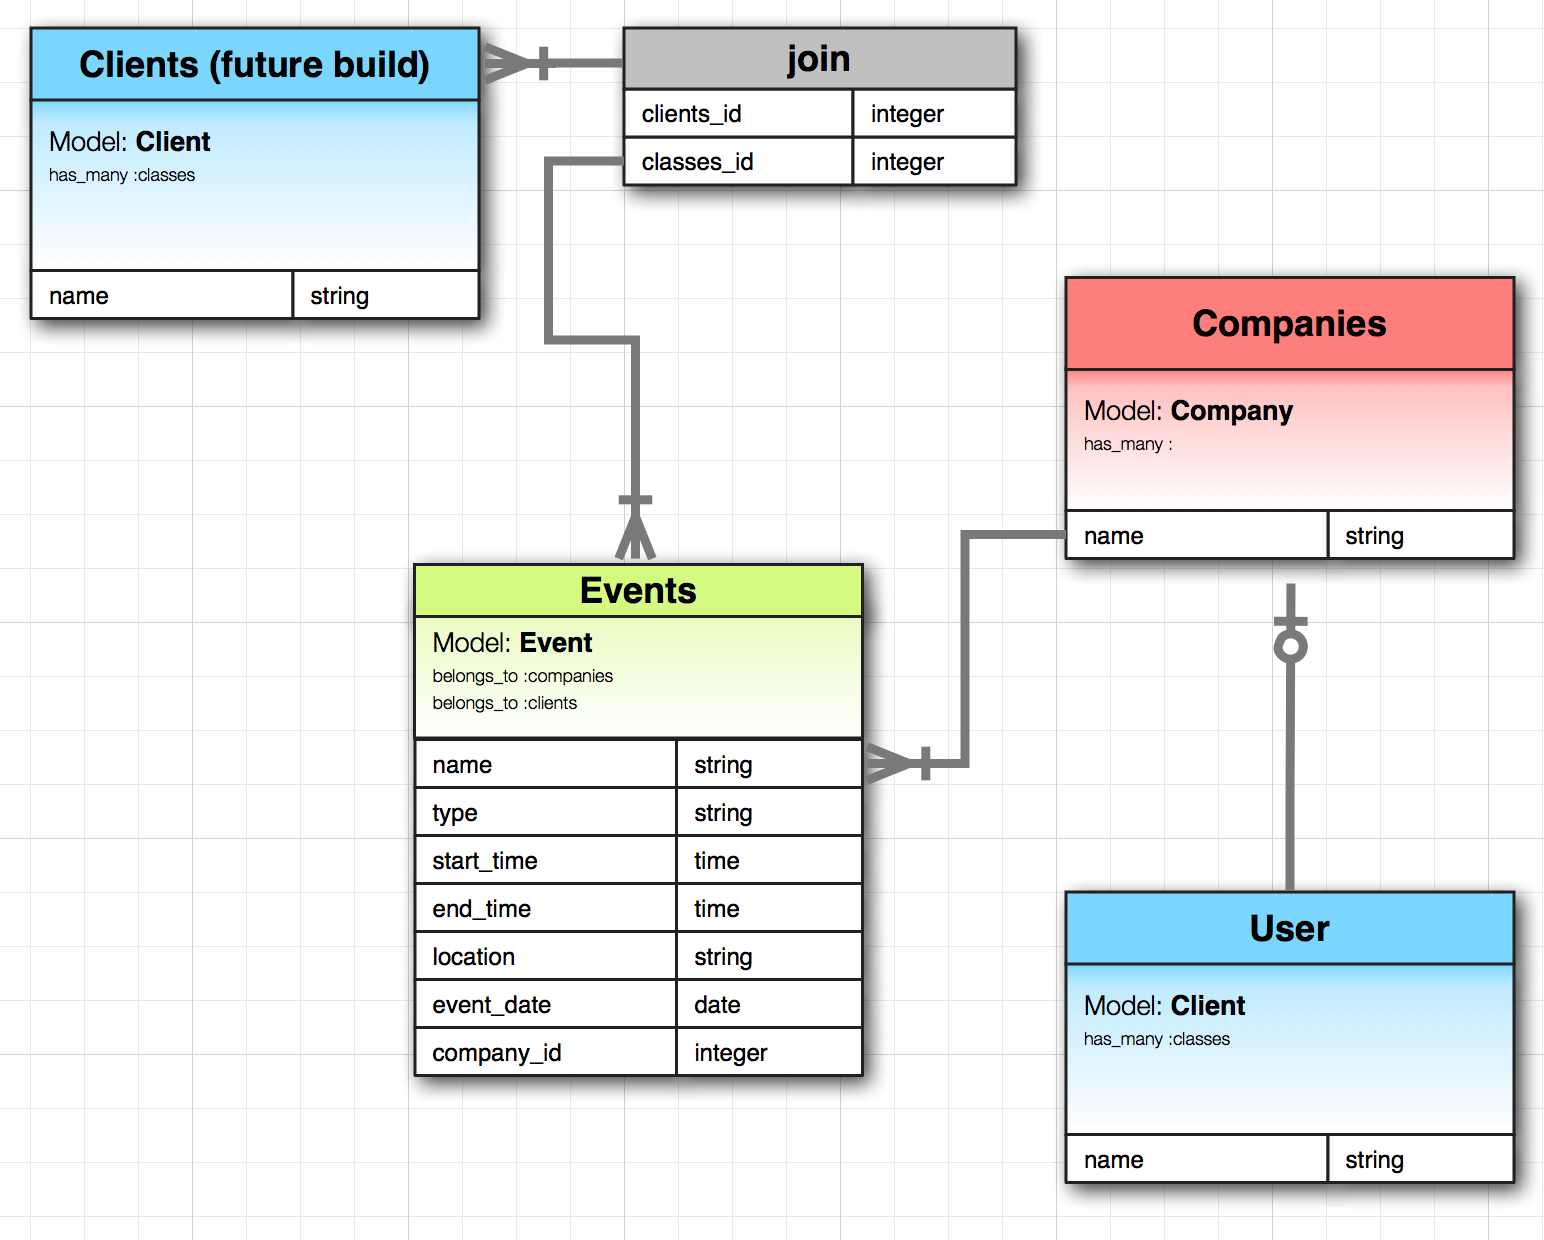 Clients (future build)
Model: Client
has_many :classes
name string
join
clients_id integer
classes_id integer
Companies
Model: Company
has_many :
name string
Events
Model: Event
belongs_to :companies
belongs_to :clients
name string
type string
start_time time
end_time time
location string
event_date date
company_id integer
User
Model: Client
has_many :classes
name string